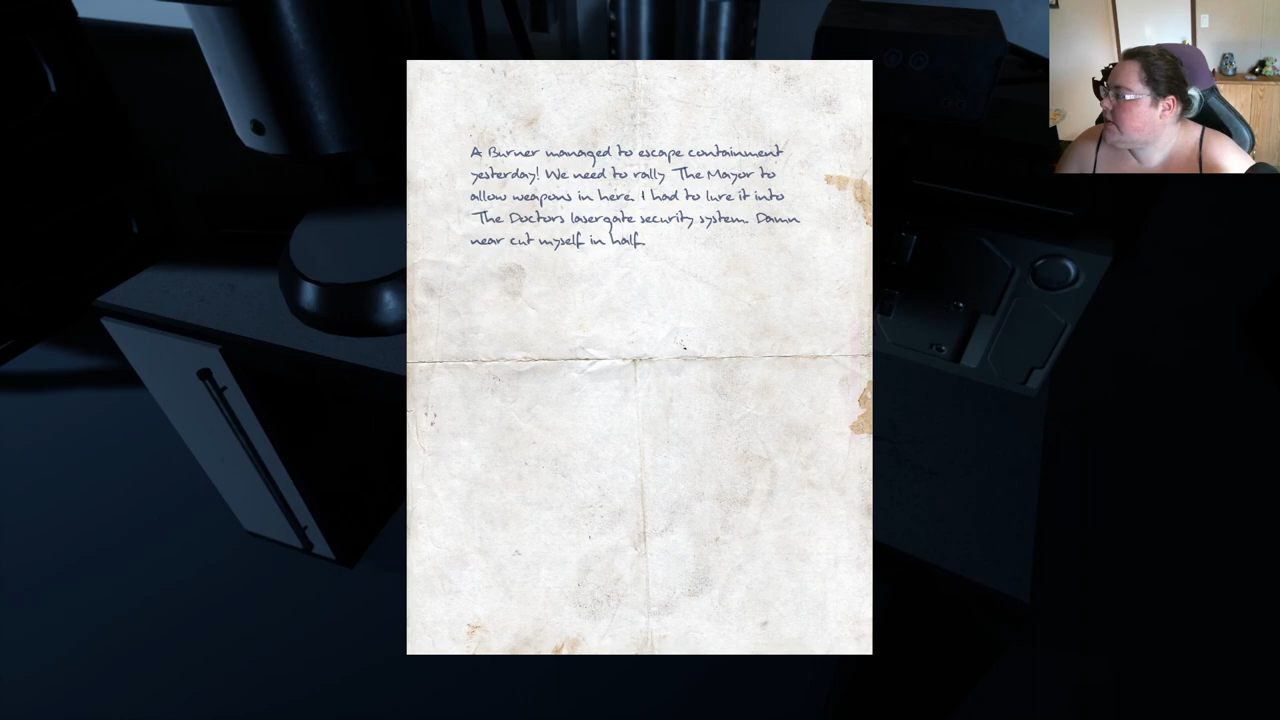 A Burner managed to escape containment
yesterday! We need to rally The Mayor to
allow weapons in here. I had to lure it into
The Doctors lasergate security system. Damn
near cut myself in half.